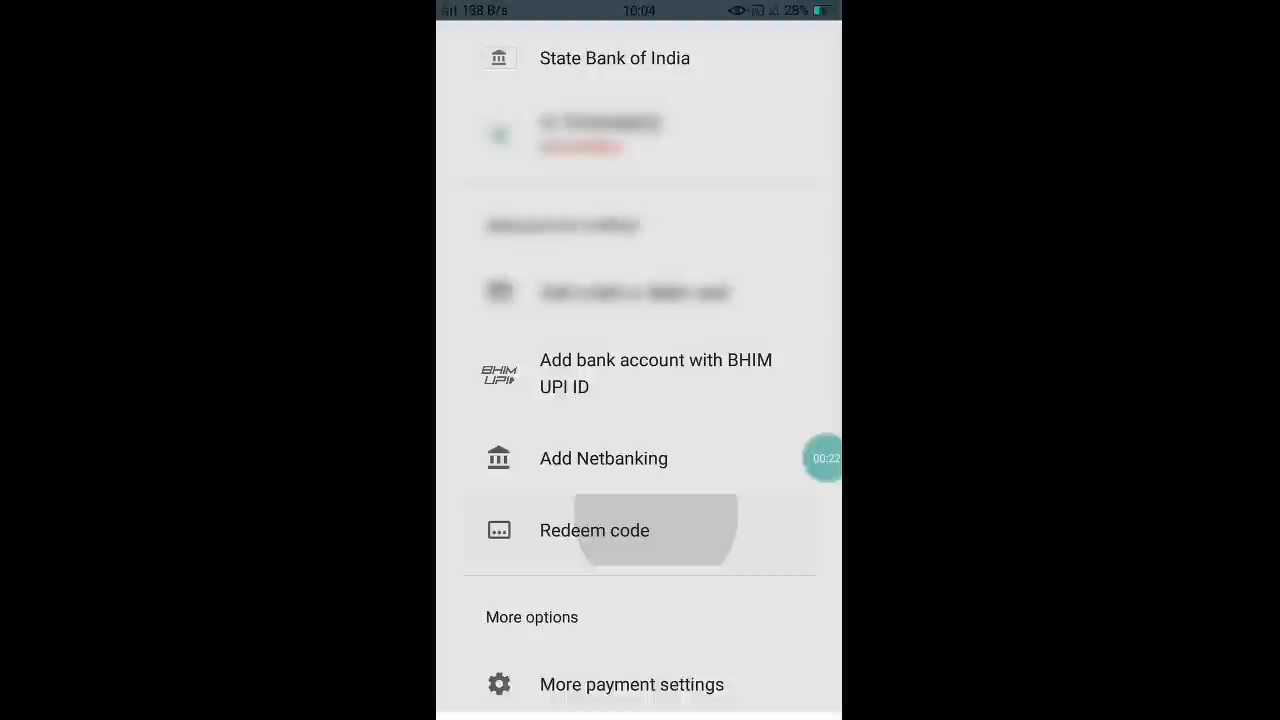 138 B/s
10:04
28%
State Bank of India
Add bank account with BHIM
UPI ID
BHIM
UPI
Add Netbanking
00:22
Redeem code
More options
More payment settings